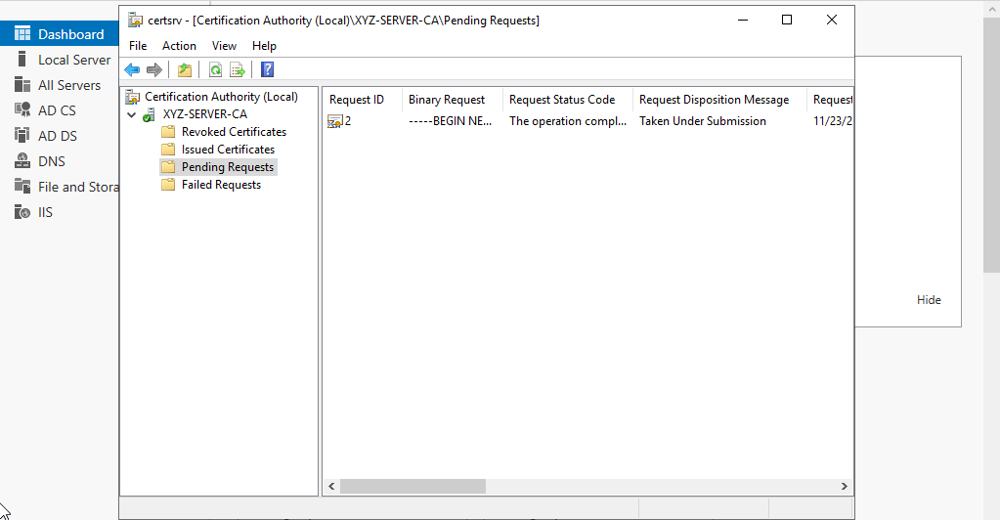 certsrv - [Certification Authority (Local)\XYZ-SERVER-CA\Pending Requests]
File Action View Help
Dashboard
Local Server
All Servers
AD CS
AD DS
DNS
File and Stora
IIS
Certification Authority (Local)
XYZ-SERVER-CA
Revoked Certificates
Issued Certificates
Pending Requests
Failed Requests
Request ID Binary Request Request Status Code Request Disposition Message Request
2 -----BEGIN NE... The operation compl... Taken Under Submission 11/23/2
Hide